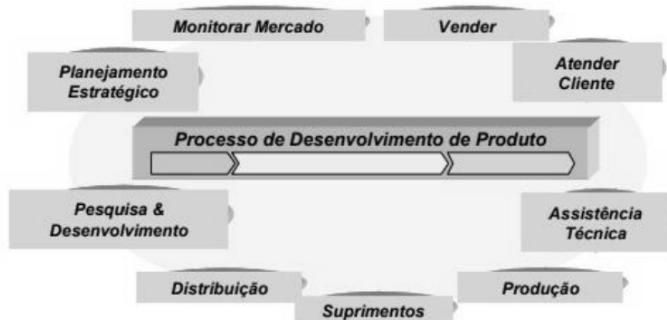 Monitorar Mercado
Vender
Planejamento
Estratégico
Atender
Cliente
Processo de Desenvolvimento de Produto
Pesquisa &
Desenvolvimento
Assistência
Técnica
Distribuição
Suprimentos
Produção